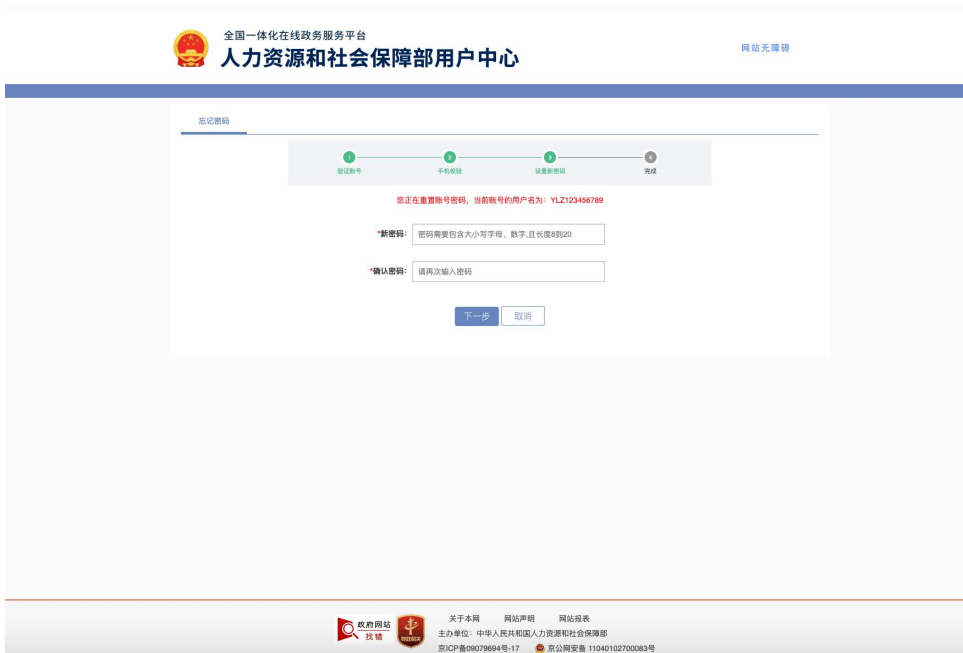 全国一体化在线政务服务平台
人力资源和社会保障部用户中心
网站无障碍
忘记密码
1 2 3 4
验证账号 手机校验 设置新密码 完成
您正在重置账号密码，当前账号的用户名为：YLZ123456789
*新密码： 密码需要包含大小写字母、数字,且长度8到20
*确认密码： 请再次输入密码
下一步 取消
政府网站
找错
党政机关
关于本网 网站声明 网站报表
主办单位：中华人民共和国人力资源和社会保障部
京ICP备09079694号-17 京公网安备 11040102700083号